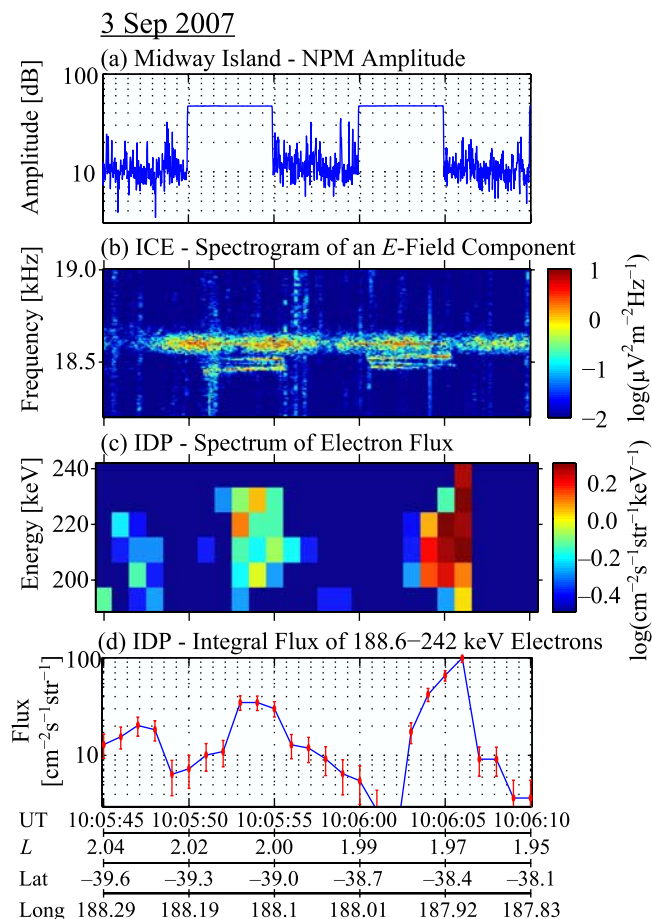 3 Sep 2007
(a) Midway Island - NPM Amplitude
Amplitude [dB]
100
10
(b) ICE - Spectrogram of an E-Field Component
Frequency [kHz]
19.0
18.5
1
0
−1
−2
log(μV²m⁻²Hz⁻¹)
(c) IDP - Spectrum of Electron Flux
Energy [keV]
240
220
200
0.2
0.0
−0.2
−0.4
log(cm⁻²s⁻¹str⁻¹keV⁻¹)
(d) IDP - Integral Flux of 188.6−242 keV Electrons
Flux
[cm⁻²s⁻¹str⁻¹]
100
10
UT 10:05:45 10:05:50 10:05:55 10:06:00 10:06:05 10:06:10
L 2.04 2.02 2.00 1.99 1.97 1.95
Lat −39.6 −39.3 −39.0 −38.7 −38.4 −38.1
Long 188.29 188.19 188.1 188.01 187.92 187.83